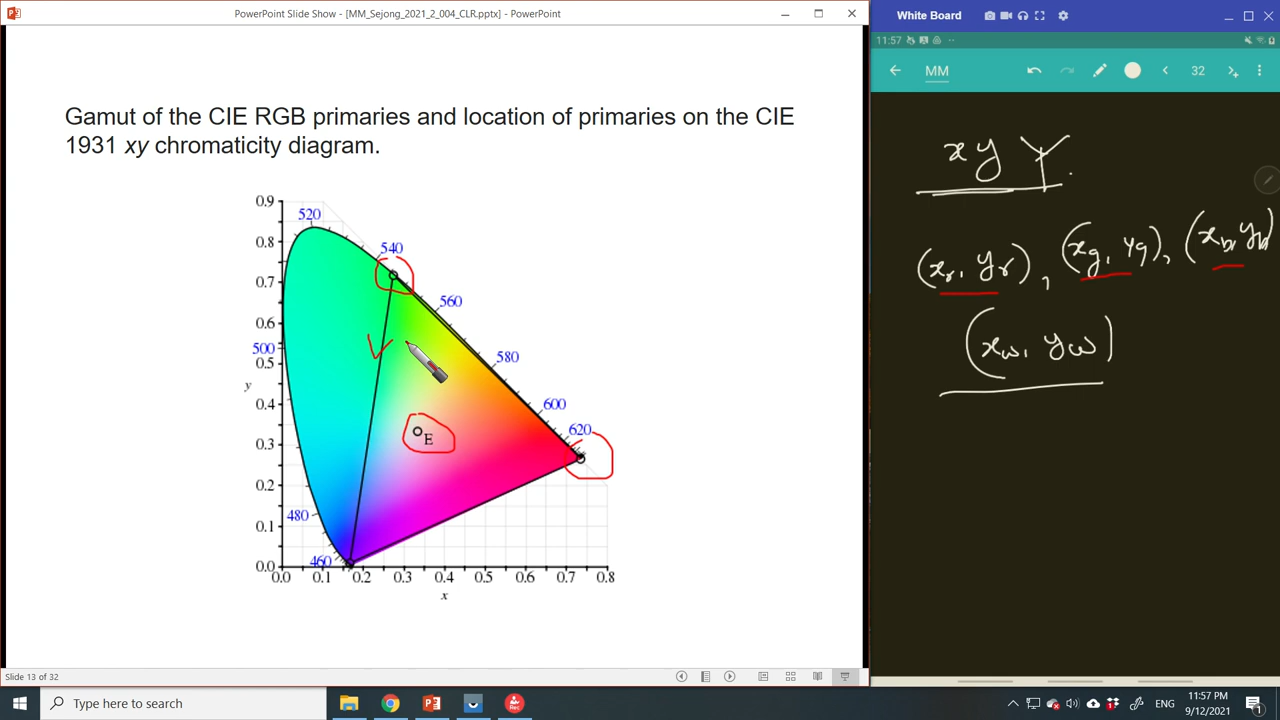 PowerPoint Slide Show - [MM_Sejong_2021_2_004_CLR.pptx] - PowerPoint
Gamut of the CIE RGB primaries and location of primaries on the CIE
1931 xy chromaticity diagram.
0.9
0.8
0.7
0.6
0.5
0.4
0.3
0.2
0.1
0.0
y
520
540
560
500
580
600
620
E
480
460
0.0 0.1 0.2 0.3 0.4 0.5 0.6 0.7 0.8
x
Slide 13 of 32
White Board
11:57
MM
32
x y Y
(xr, yr), (xg, yg), (xb, yb)
(xw, yw)
Type here to search
ENG
11:57 PM
9/12/2021
1